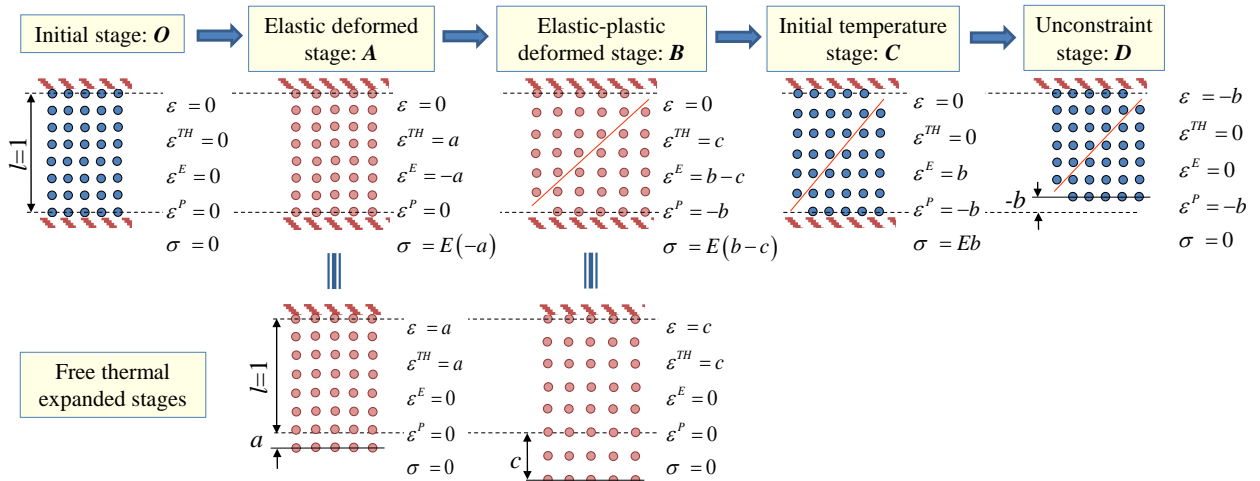 Initial stage: O
Elastic deformed
stage: A
Elastic-plastic
deformed stage: B
Initial temperature
stage: C
Unconstraint
stage: D
l=1
ε = 0
ε^TH = 0
ε^E = 0
ε^P = 0
σ = 0
ε = 0
ε^TH = a
ε^E = −a
ε^P = 0
σ = E(−a)
ε = 0
ε^TH = c
ε^E = b − c
ε^P = −b
σ = E(b − c)
ε = 0
ε^TH = 0
ε^E = b
ε^P = −b
σ = Eb
-b
ε = −b
ε^TH = 0
ε^E = 0
ε^P = −b
σ = 0
Free thermal
expanded stages
l=1
a
ε = a
ε^TH = a
ε^E = 0
ε^P = 0
σ = 0
c
ε = c
ε^TH = c
ε^E = 0
ε^P = 0
σ = 0